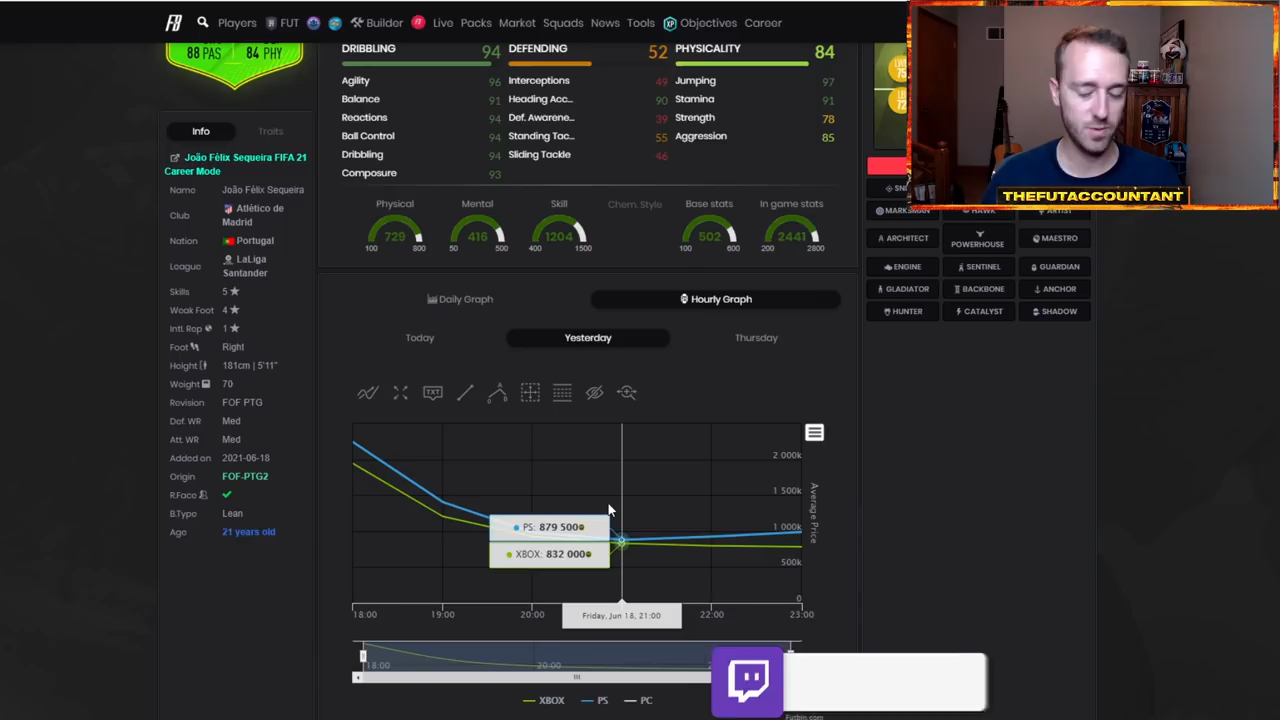 Players FUT Builder Live Packs Market Squads News Tools Objectives Career
88 PAS 84 PHY
DRIBBLING 94 DEFENDING 52 PHYSICALITY 84
Agility 96 Interceptions 49 Jumping 97
Balance 91 Heading Acc... 90 Stamina 91
Reactions 94 Def. Awarene... 39 Strength 78
Ball Control 94 Standing Tac... 55 Aggression 85
Dribbling 94 Sliding Tackle 46
Composure 93
Info Traits
João Félix Sequeira FIFA 21
Career Mode
Name João Félix Sequeira
Club Atlético de
Madrid
Nation Portugal
League LaLiga
Santander
Skills 5
Weak Foot 4
Intl. Rep 1
Foot Right
Height 181cm | 5'11"
Weight 70
Revision FOF PTG
Def. WR Med
Att. WR Med
Added on 2021-06-18
Origin FOF-PTG2
R.Face
B.Type Lean
Age 21 years old
Physical Mental Skill Chem. Style Base stats In game stats
729 416 1204 502 2441
100 800 50 500 400 1500 100 600 200 2800
Daily Graph Hourly Graph
Today Yesterday Thursday
TXT
2 000k
1 500k
1 000k
500k
0
Average Price
PS: 879 500
XBOX: 832 000
18:00 19:00 20:00 Friday, Jun 18, 21:00 22:00 23:00
18:00 20:00
XBOX PS PC
Futbin.com
THEFUTACCOUNTANT
MARKSMAN HAWK ARTIST
ARCHITECT POWERHOUSE MAESTRO
ENGINE SENTINEL GUARDIAN
GLADIATOR BACKBONE ANCHOR
HUNTER CATALYST SHADOW